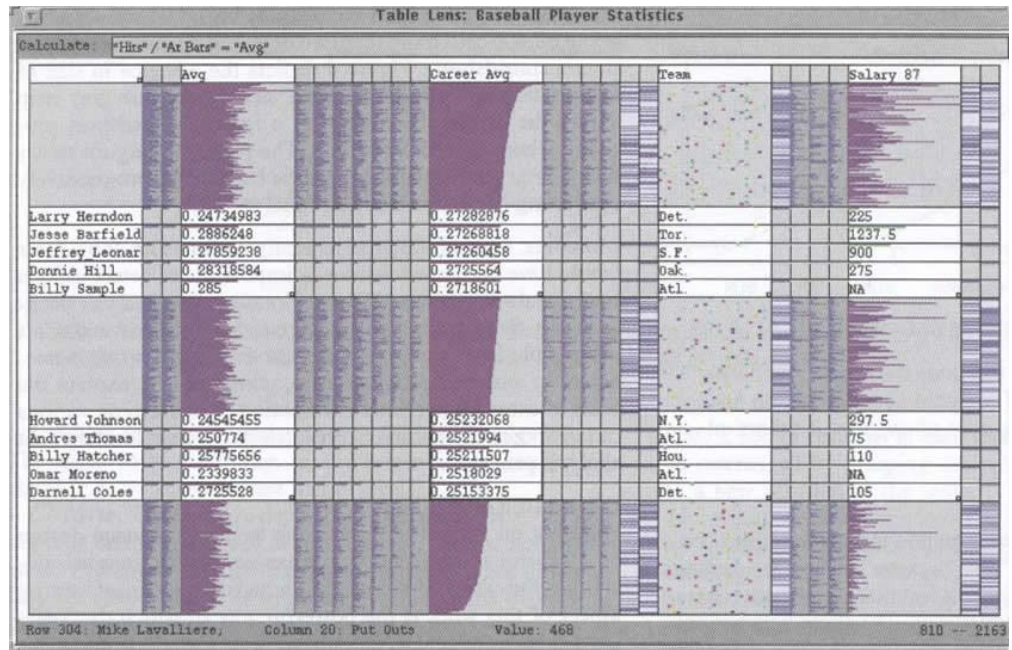 Table Lens: Baseball Player Statistics
Calculate: "Hits" / "At Bats" = "Avg"
Avg Career Avg Team Salary 87
Larry Herndon 0.24734983 0.27282876 Det. 225
Jesse Barfield 0.2886248 0.27268818 Tor. 1237.5
Jeffrey Leonar 0.27859238 0.27260458 S.F. 900
Donnie Hill 0.28318584 0.2725564 Oak. 275
Billy Sample 0.285 0.2718601 Atl. NA
Howard Johnson 0.24545455 0.25232068 N.Y. 297.5
Andres Thomas 0.250774 0.2521994 Atl. 75
Billy Hatcher 0.25775656 0.25211507 Hou. 110
Omar Moreno 0.2339833 0.2518029 Atl. NA
Darnell Coles 0.2725528 0.25153375 Det. 105
Row 304: Mike Lavalliere; Column 20: Put Outs Value: 468 810 -- 2163